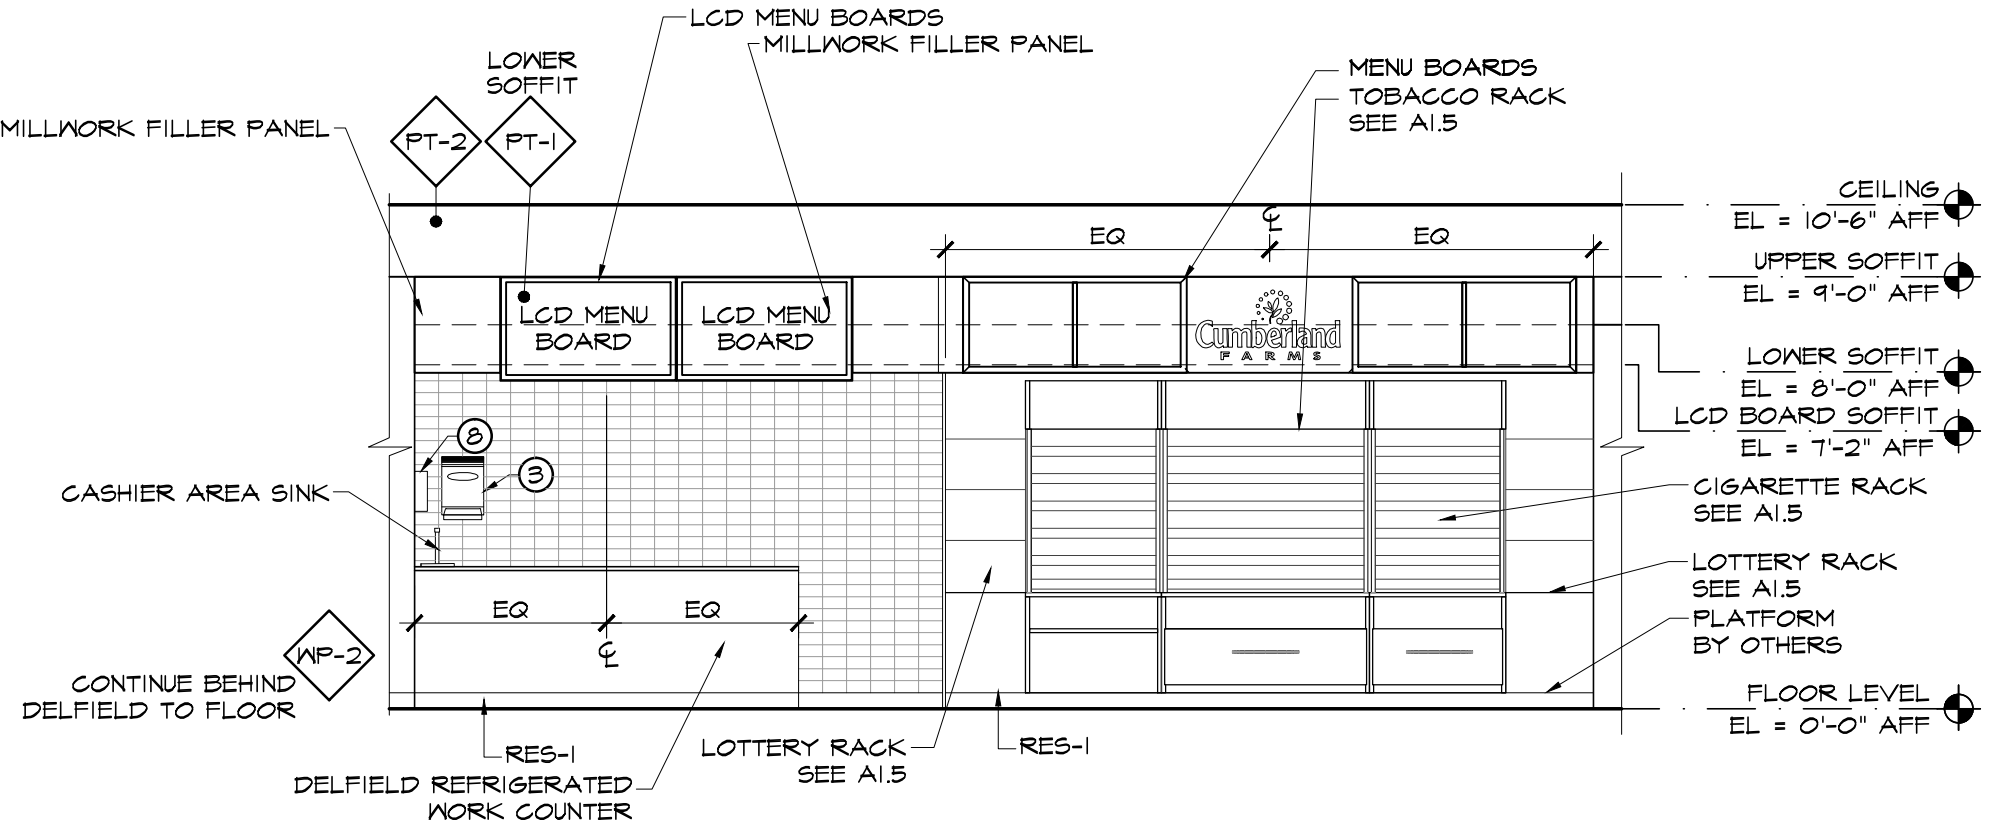 LCD MENU BOARDS
MILLWORK FILLER PANEL
LOWER
SOFFIT
MENU BOARDS
TOBACCO RACK
SEE A1.5
MILLWORK FILLER PANEL
PT-2
PT-1
CEILING
EL = 10'-6" AFF
EQ
EQ
UPPER SOFFIT
EL = 9'-0" AFF
LCD MENU
BOARD
LCD MENU
BOARD
Cumberland
FARMS
LOWER SOFFIT
EL = 8'-0" AFF
LCD BOARD SOFFIT
EL = 7'-2" AFF
8
3
CASHIER AREA SINK
CIGARETTE RACK
SEE A1.5
LOTTERY RACK
SEE A1.5
EQ
EQ
PLATFORM
BY OTHERS
WP-2
CONTINUE BEHIND
DELFIELD TO FLOOR
FLOOR LEVEL
EL = 0'-0" AFF
RES-1
DELFIELD REFRIGERATED
WORK COUNTER
LOTTERY RACK
SEE A1.5
RES-1